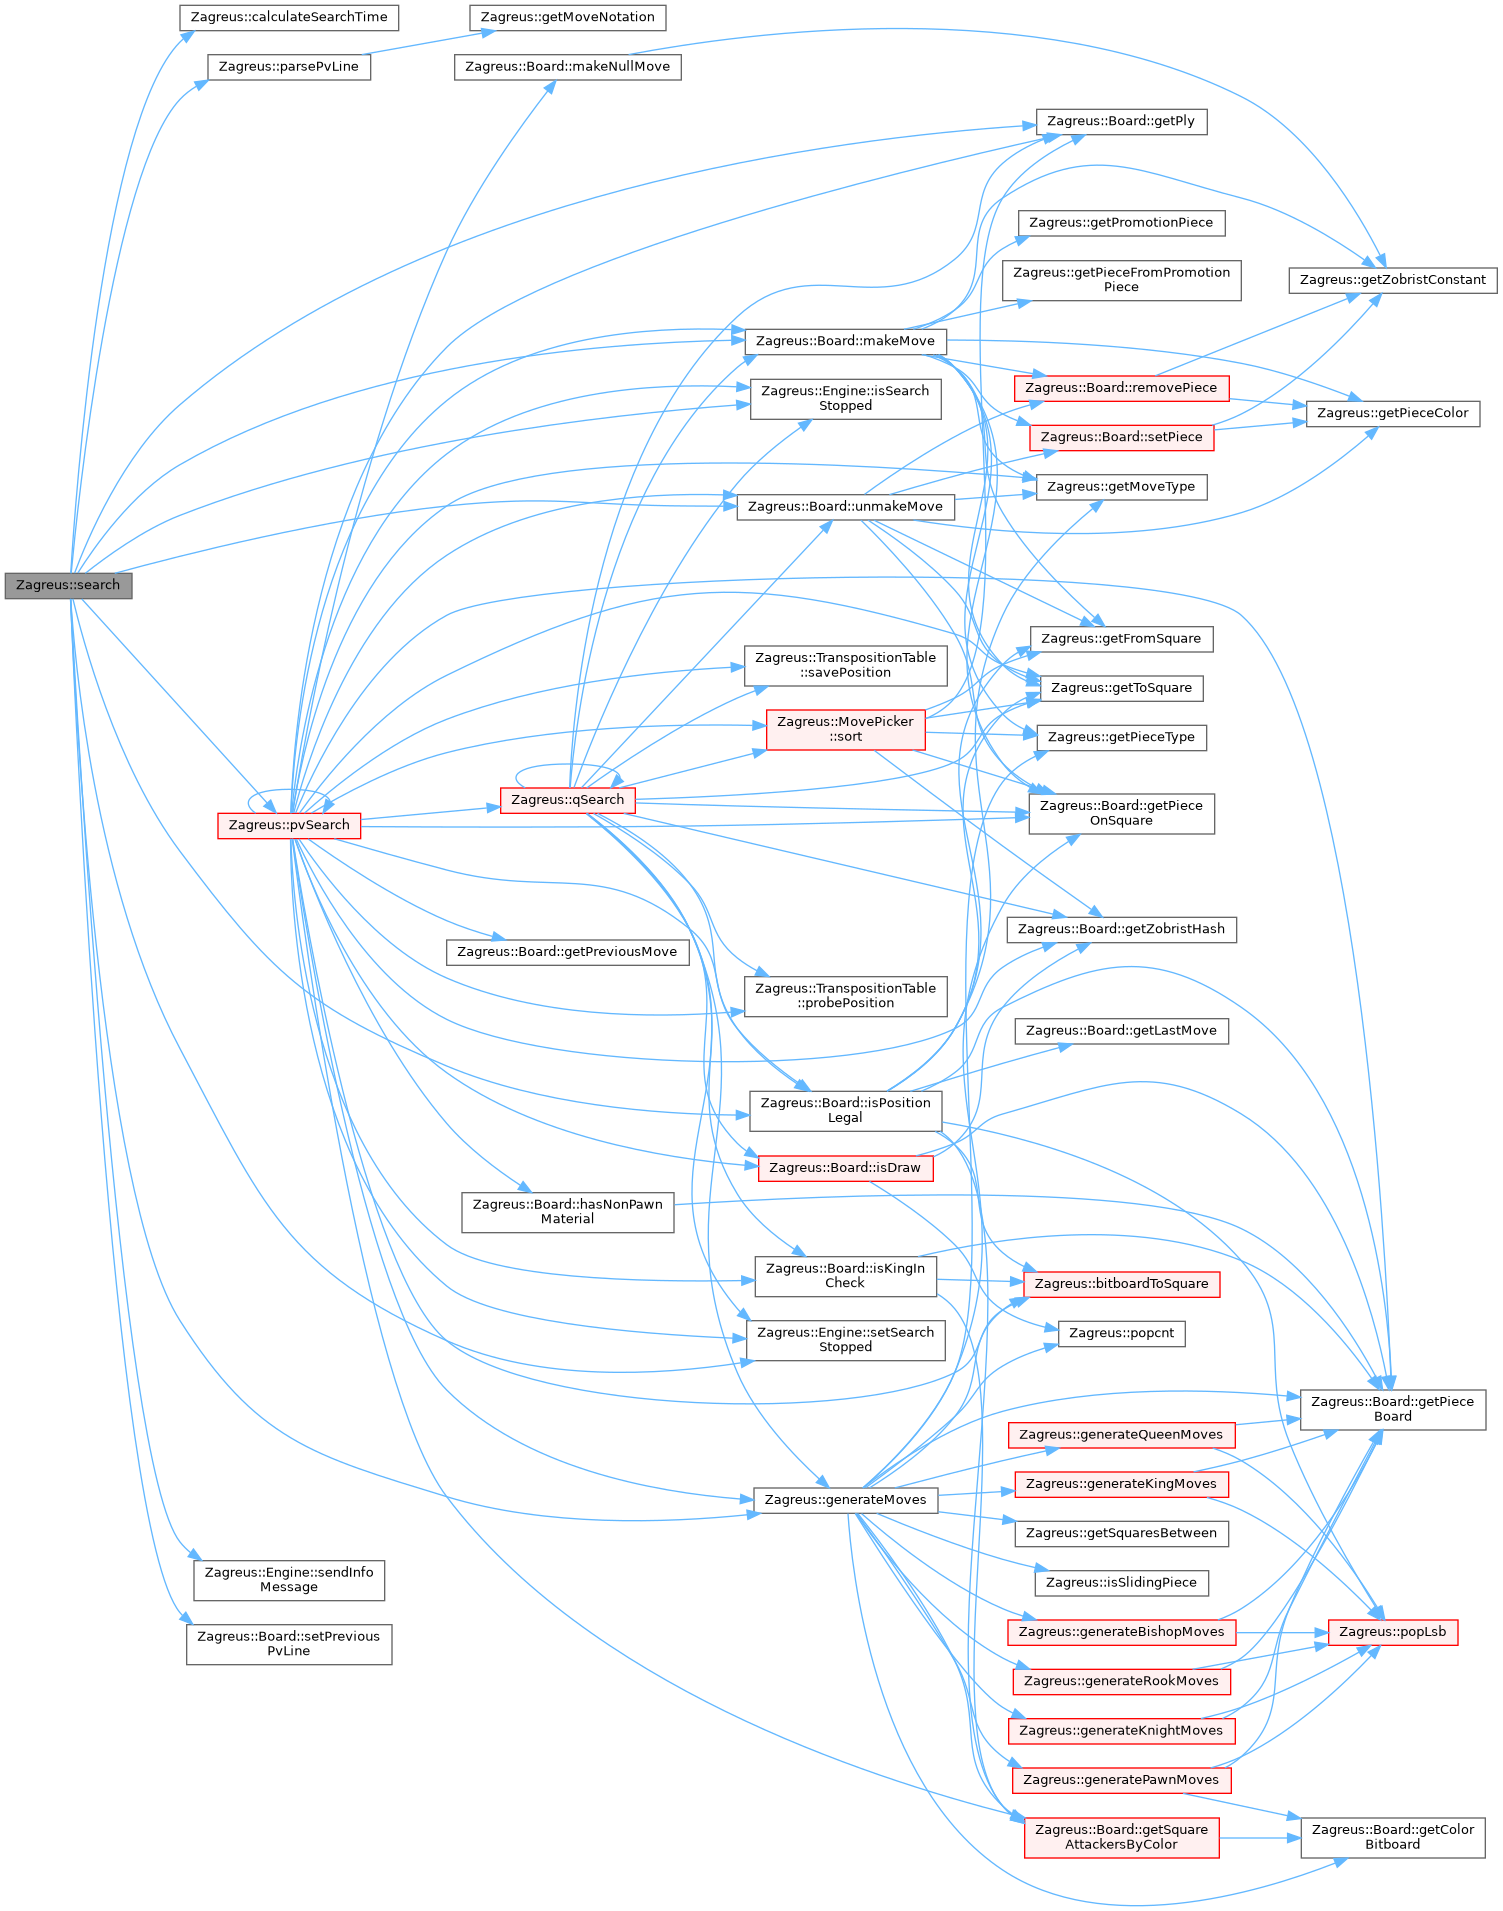 Zagreus::search
Zagreus::calculateSearchTime
Zagreus::parsePvLine
Zagreus::getMoveNotation
Zagreus::Board::makeNullMove
Zagreus::Board::getPly
Zagreus::getPromotionPiece
Zagreus::getPieceFromPromotion
Piece
Zagreus::getZobristConstant
Zagreus::Board::makeMove
Zagreus::Engine::isSearch
Stopped
Zagreus::Board::removePiece
Zagreus::getPieceColor
Zagreus::Board::setPiece
Zagreus::getMoveType
Zagreus::Board::unmakeMove
Zagreus::getFromSquare
Zagreus::TranspositionTable
::savePosition
Zagreus::getToSquare
Zagreus::MovePicker
::sort
Zagreus::getPieceType
Zagreus::qSearch
Zagreus::pvSearch
Zagreus::Board::getPiece
OnSquare
Zagreus::Board::getZobristHash
Zagreus::Board::getPreviousMove
Zagreus::TranspositionTable
::probePosition
Zagreus::Board::getLastMove
Zagreus::Board::isPosition
Legal
Zagreus::Board::isDraw
Zagreus::Board::hasNonPawn
Material
Zagreus::Board::isKingIn
Check
Zagreus::bitboardToSquare
Zagreus::Engine::setSearch
Stopped
Zagreus::popcnt
Zagreus::Board::getPiece
Board
Zagreus::generateQueenMoves
Zagreus::generateKingMoves
Zagreus::generateMoves
Zagreus::getSquaresBetween
Zagreus::Engine::sendInfo
Message
Zagreus::isSlidingPiece
Zagreus::Board::setPrevious
PvLine
Zagreus::generateBishopMoves
Zagreus::popLsb
Zagreus::generateRookMoves
Zagreus::generateKnightMoves
Zagreus::generatePawnMoves
Zagreus::Board::getSquare
AttackersByColor
Zagreus::Board::getColor
Bitboard